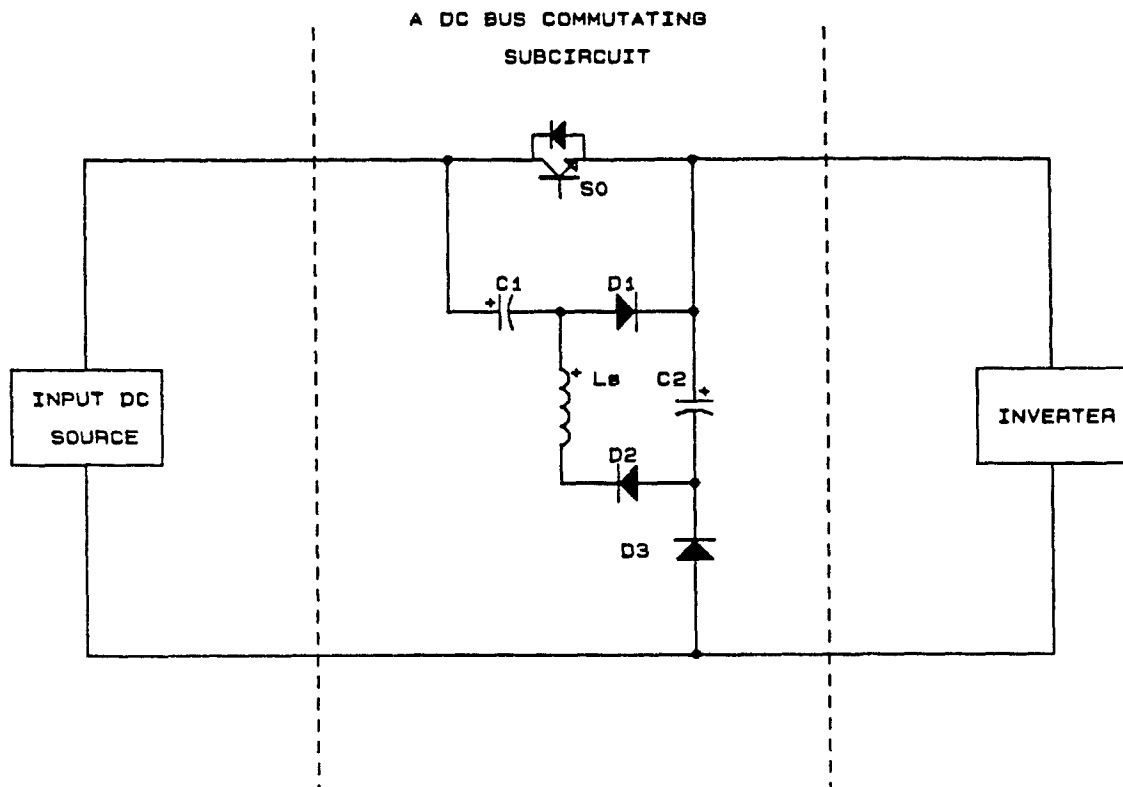 A DC BUS COMMUTATING
SUBCIRCUIT
S0
+ C1
D1
+ Ls
C2 +
INPUT DC
SOURCE
INVERTER
D2
D3